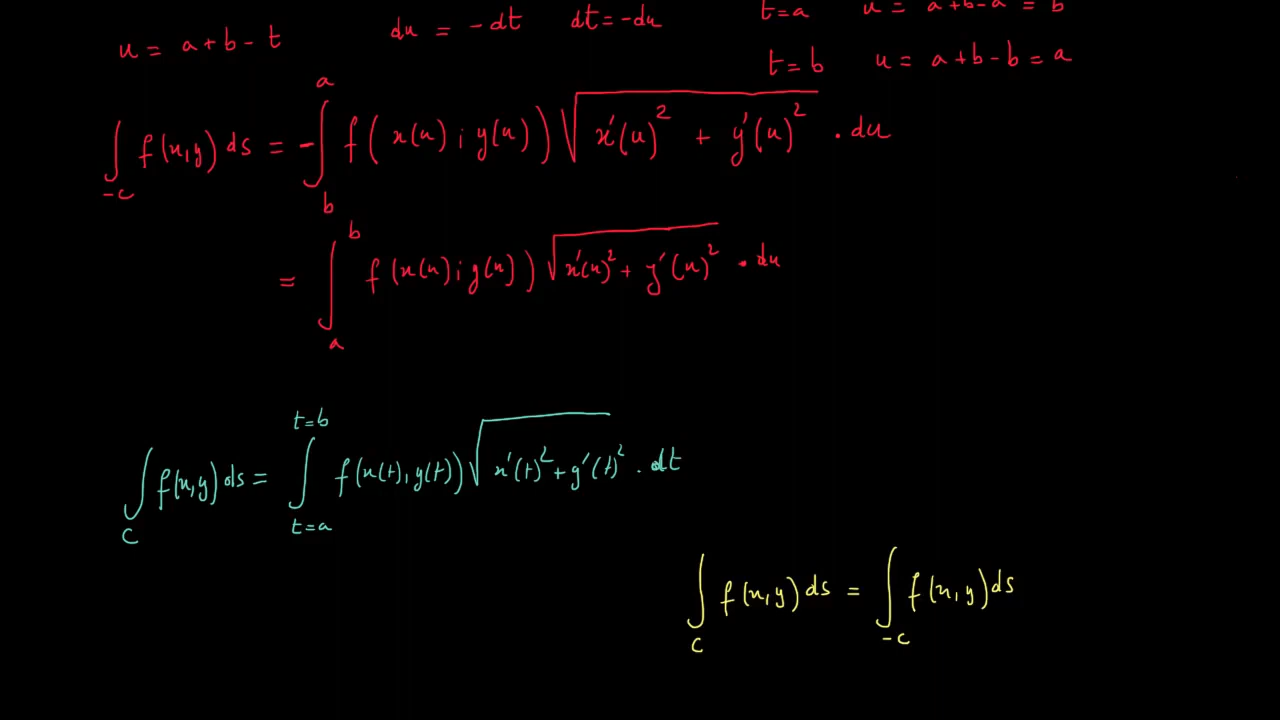 u = a+b-t du = -dt dt = -du t=a u = a+b-a = b
t=b u = a+b-b = a
∫_{-c} f(x,y) ds = -∫_b^a f(x(u); y(u)) √(x'(u)² + y'(u)²) . du
= ∫_a^b f(x(u); y(u)) √(x'(u)² + y'(u)²) . du
∫_C f(x,y) ds = ∫_{t=a}^{t=b} f(x(t), y(t)) √(x'(t)² + y'(t)²) . dt
∫_C f(x,y) ds = ∫_{-C} f(x,y) ds